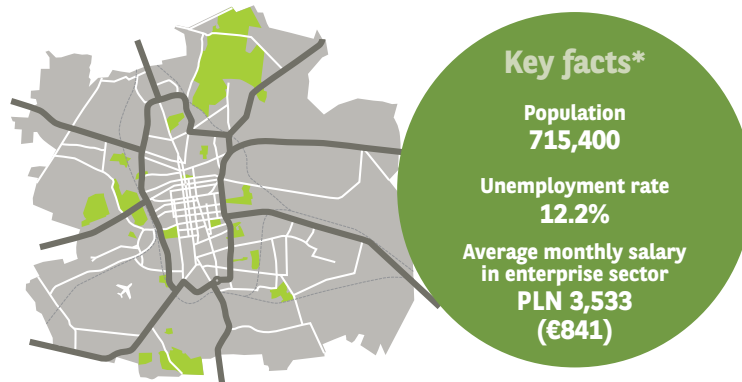 Key facts*
Population
715,400
Unemployment rate
12.2%
Average monthly salary
in enterprise sector
PLN 3,533
(€841)